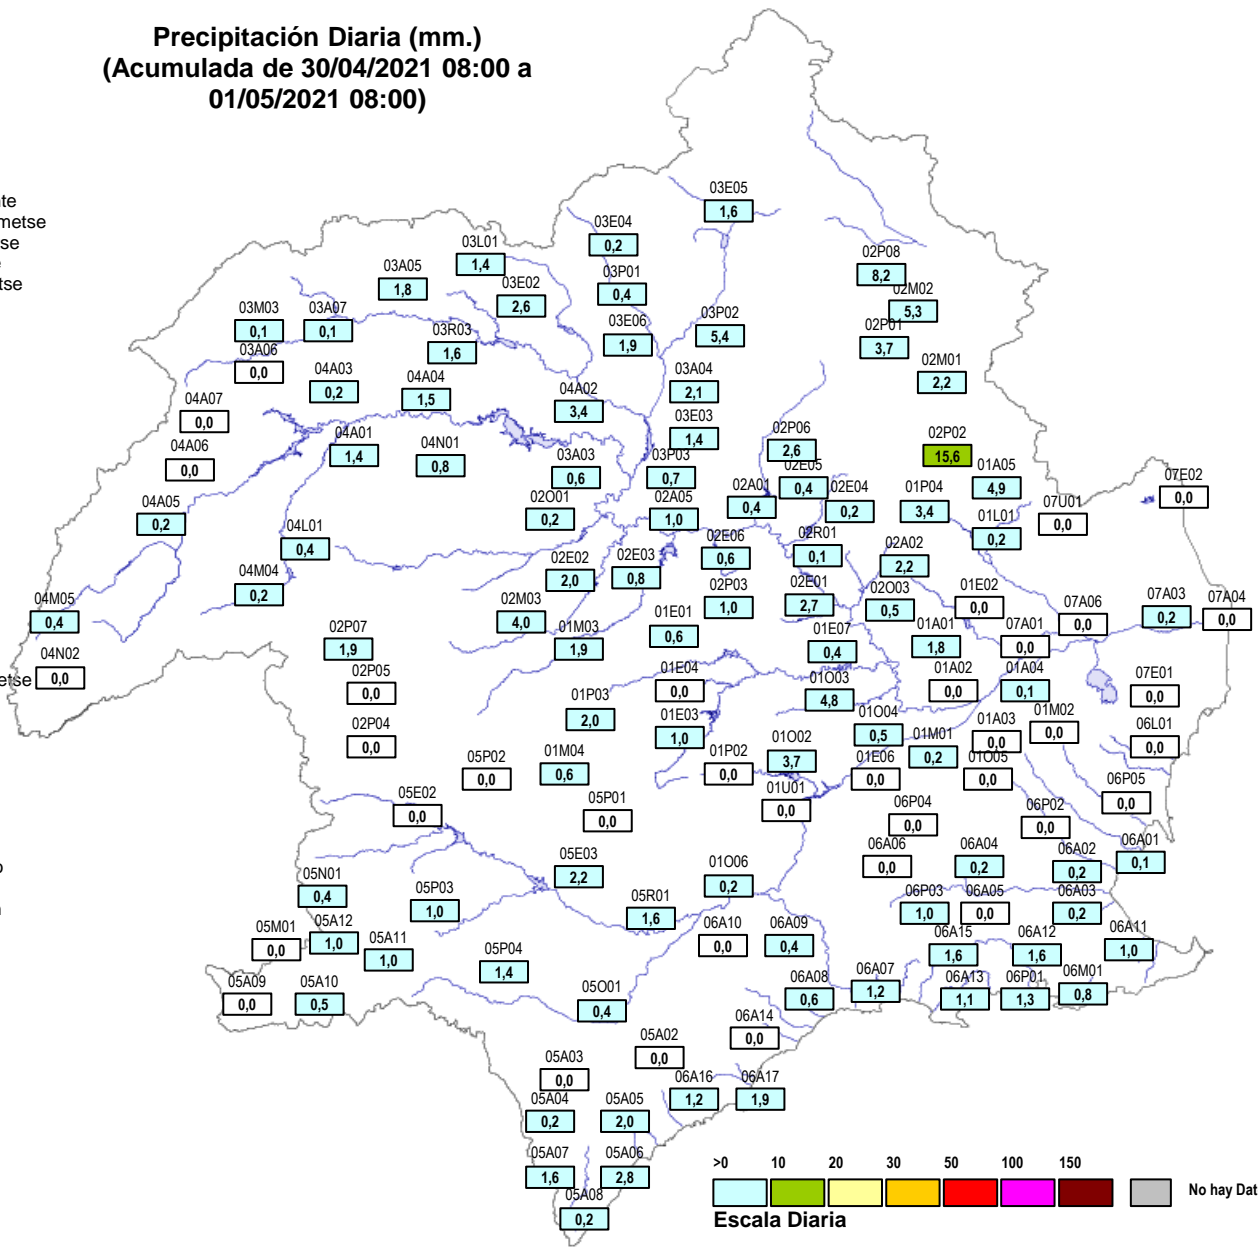 Precipitación Diaria (mm.)
(Acumulada de 30/04/2021 08:00 a
01/05/2021 08:00)
03E05
1,6
03E04
0,2
03L01
1,4
02P08
8,2
03A05
1,8
03P01
0,4
03E02
2,6
02M02
5,3
03M03
0,1
03A07
0,1
03P02
5,4
03E06
1,9
03R03
1,6
02P01
3,7
03A06
0,0
02M01
2,2
04A03
0,2
03A04
2,1
04A04
1,5
04A02
3,4
04A07
0,0
03E03
1,4
02P06
2,6
02P02
15,6
04A01
1,4
04N01
0,8
04A06
0,0
03A03
0,6
03P03
0,7
02E05
0,4
01A05
4,9
07E02
0,0
02A01
0,4
02E04
0,2
01P04
3,4
04A05
0,2
02O01
0,2
02A05
1,0
07U01
0,0
01L01
0,2
04L01
0,4
02E06
0,6
02R01
0,1
02A02
2,2
02E02
2,0
02E03
0,8
04M04
0,2
02P03
1,0
02E01
2,7
02O03
0,5
01E02
0,0
07A03
0,2
07A04
0,0
04M05
0,4
02M03
4,0
01E01
0,6
07A06
0,0
02P07
1,9
01M03
1,9
01E07
0,4
01A01
1,8
07A01
0,0
04N02
0,0
02P05
0,0
01E04
0,0
01O03
4,8
01A02
0,0
01A04
0,1
07E01
0,0
01P03
2,0
01E03
1,0
01O04
0,5
01A03
0,0
01M02
0,0
06L01
0,0
02P04
0,0
05P02
0,0
01M04
0,6
01P02
0,0
01O02
3,7
01E06
0,0
01M01
0,2
01O05
0,0
05E02
0,0
05P01
0,0
01U01
0,0
06P04
0,0
06P02
0,0
06P05
0,0
05E03
2,2
01O06
0,2
06A06
0,0
06A04
0,2
06A02
0,2
06A01
0,1
05N01
0,4
05P03
1,0
05R01
1,6
06P03
1,0
06A05
0,0
06A03
0,2
05M01
0,0
05A12
1,0
05A11
1,0
06A10
0,0
06A09
0,4
06A15
1,6
06A12
1,6
06A11
1,0
05P04
1,4
05A09
0,0
05A10
0,5
05O01
0,4
06A08
0,6
06A07
1,2
06A13
1,1
06P01
1,3
06M01
0,8
06A14
0,0
05A02
0,0
05A03
0,0
06A16
1,2
06A17
1,9
05A04
0,2
05A05
2,0
05A07
1,6
05A06
2,8
05A08
0,2
>0 10 20 30 50 100 150
No hay Dat
Escala Diaria